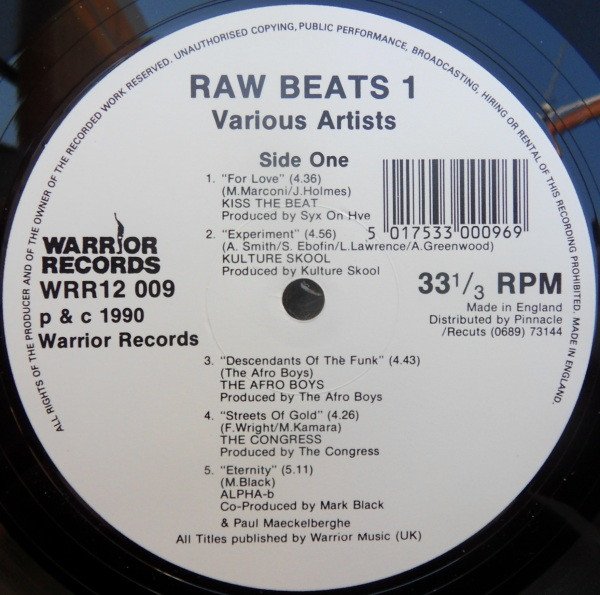 ALL RIGHTS OF THE PRODUCER AND OF THE OWNER OF THE RECORDED WORK RESERVED. UNAUTHORISED COPYING, PUBLIC PERFORMANCE, BROADCASTING, HIRING OR RENTAL OF THIS RECORD PROHIBITED. MADE IN ENGLAND.
RAW BEATS 1
Various Artists
Side One
1. "For Love" (4.36)
(M.Marconi/J.Holmes)
KISS THE BEAT
Produced by Syx On Hve
2. "Experiment" (4.56)
(A. Smith/S. Ebofin/L.Lawrence/A.Greenwood)
KULTURE SKOOL
Produced by Kulture Skool
5 017533 000969
WARRIOR
RECORDS
WRR12 009
p & c 1990
Warrior Records
33 1/3 RPM
Made in England
Distributed by Pinnacle
/Recuts (0689) 73144
3. "Descendants Of The Funk" (4.43)
(The Afro Boys)
THE AFRO BOYS
Produced by The Afro Boys
4. "Streets Of Gold" (4.26)
(F.Wright/M.Kamara)
THE CONGRESS
Produced by The Congress
5. "Eternity" (5.11)
(M.Black)
ALPHA-b
Co-Produced by Mark Black
& Paul Maeckelberghe
All Titles published by Warrior Music (UK)